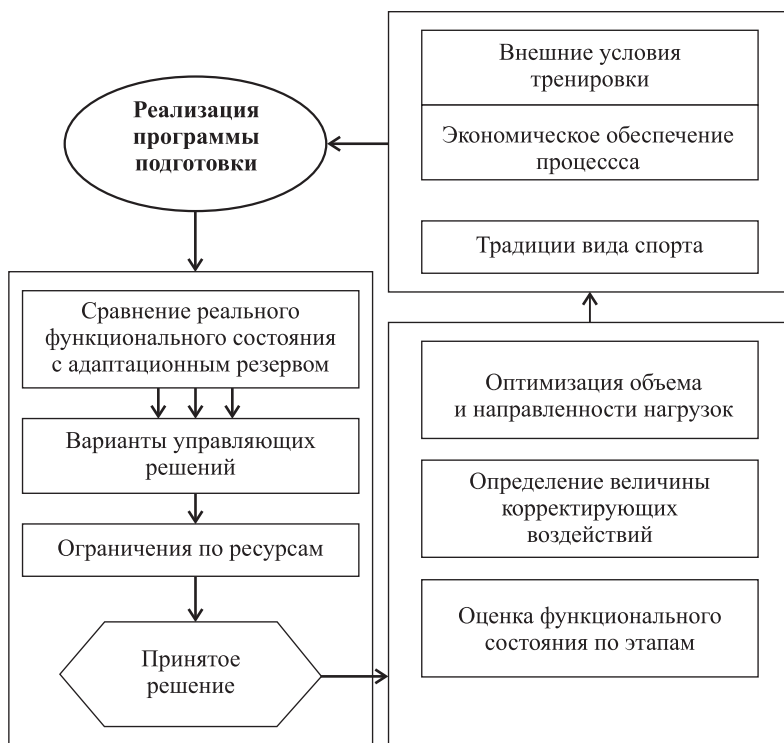 Реализация
программы
подготовки
Внешние условия
тренировки
Экономическое обеспечение
процессса
Традиции вида спорта
Сравнение реального
функционального состояния
с адаптационным резервом
Варианты управляющих
решений
Ограничения по ресурсам
Принятое
решение
Оптимизация объема
и направленности нагрузок
Определение величины
корректирующих
воздействий
Оценка функционального
состояния по этапам